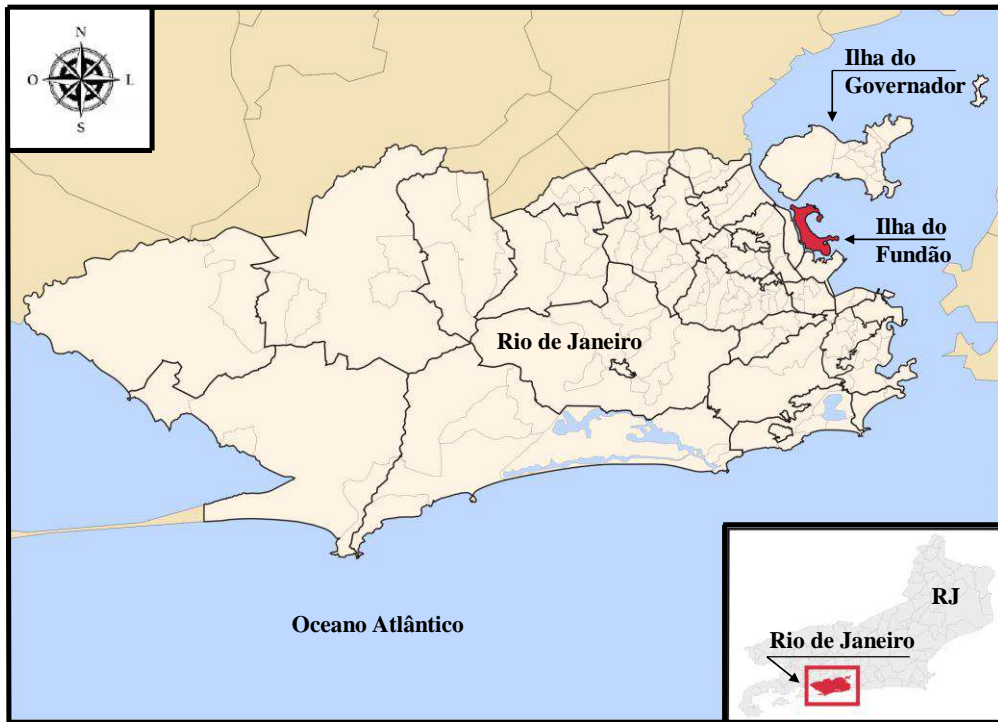 N
O
L
S
Ilha do
Governador
Ilha do
Fundão
Rio de Janeiro
Oceano Atlântico
RJ
Rio de Janeiro